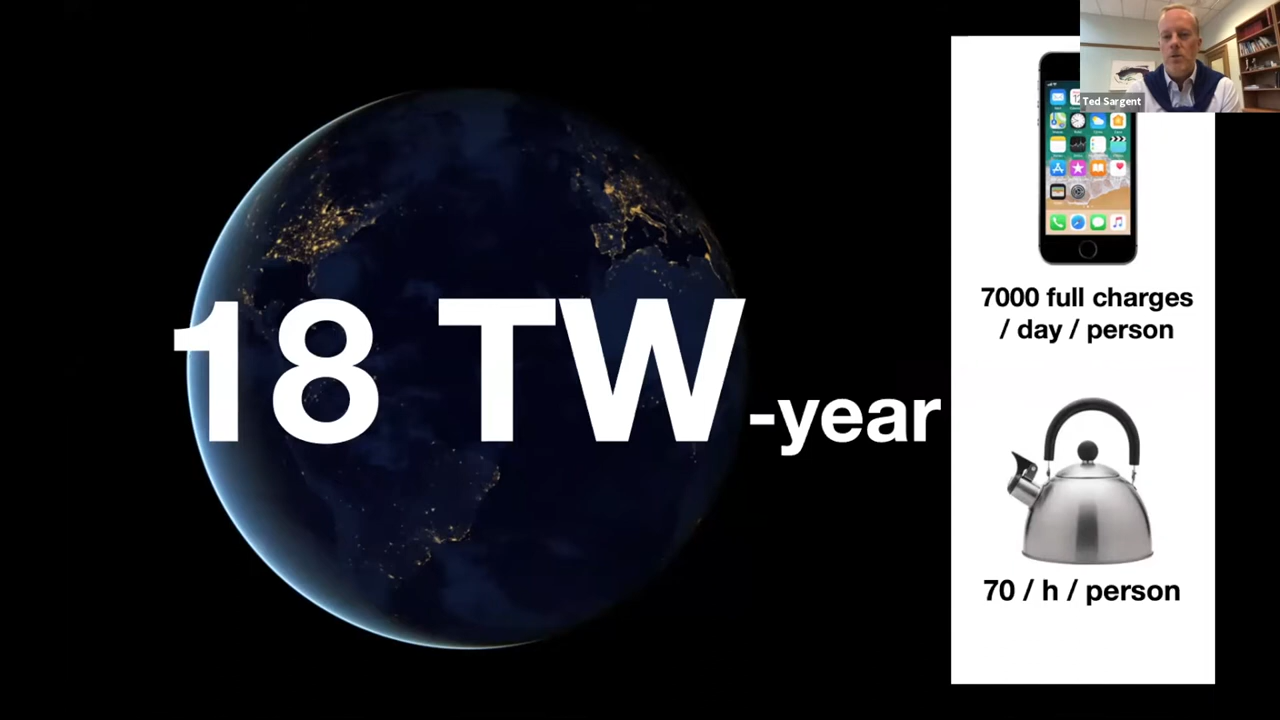 Ted Sargent
18 TW-year
7000 full charges
/ day / person
70 / h / person